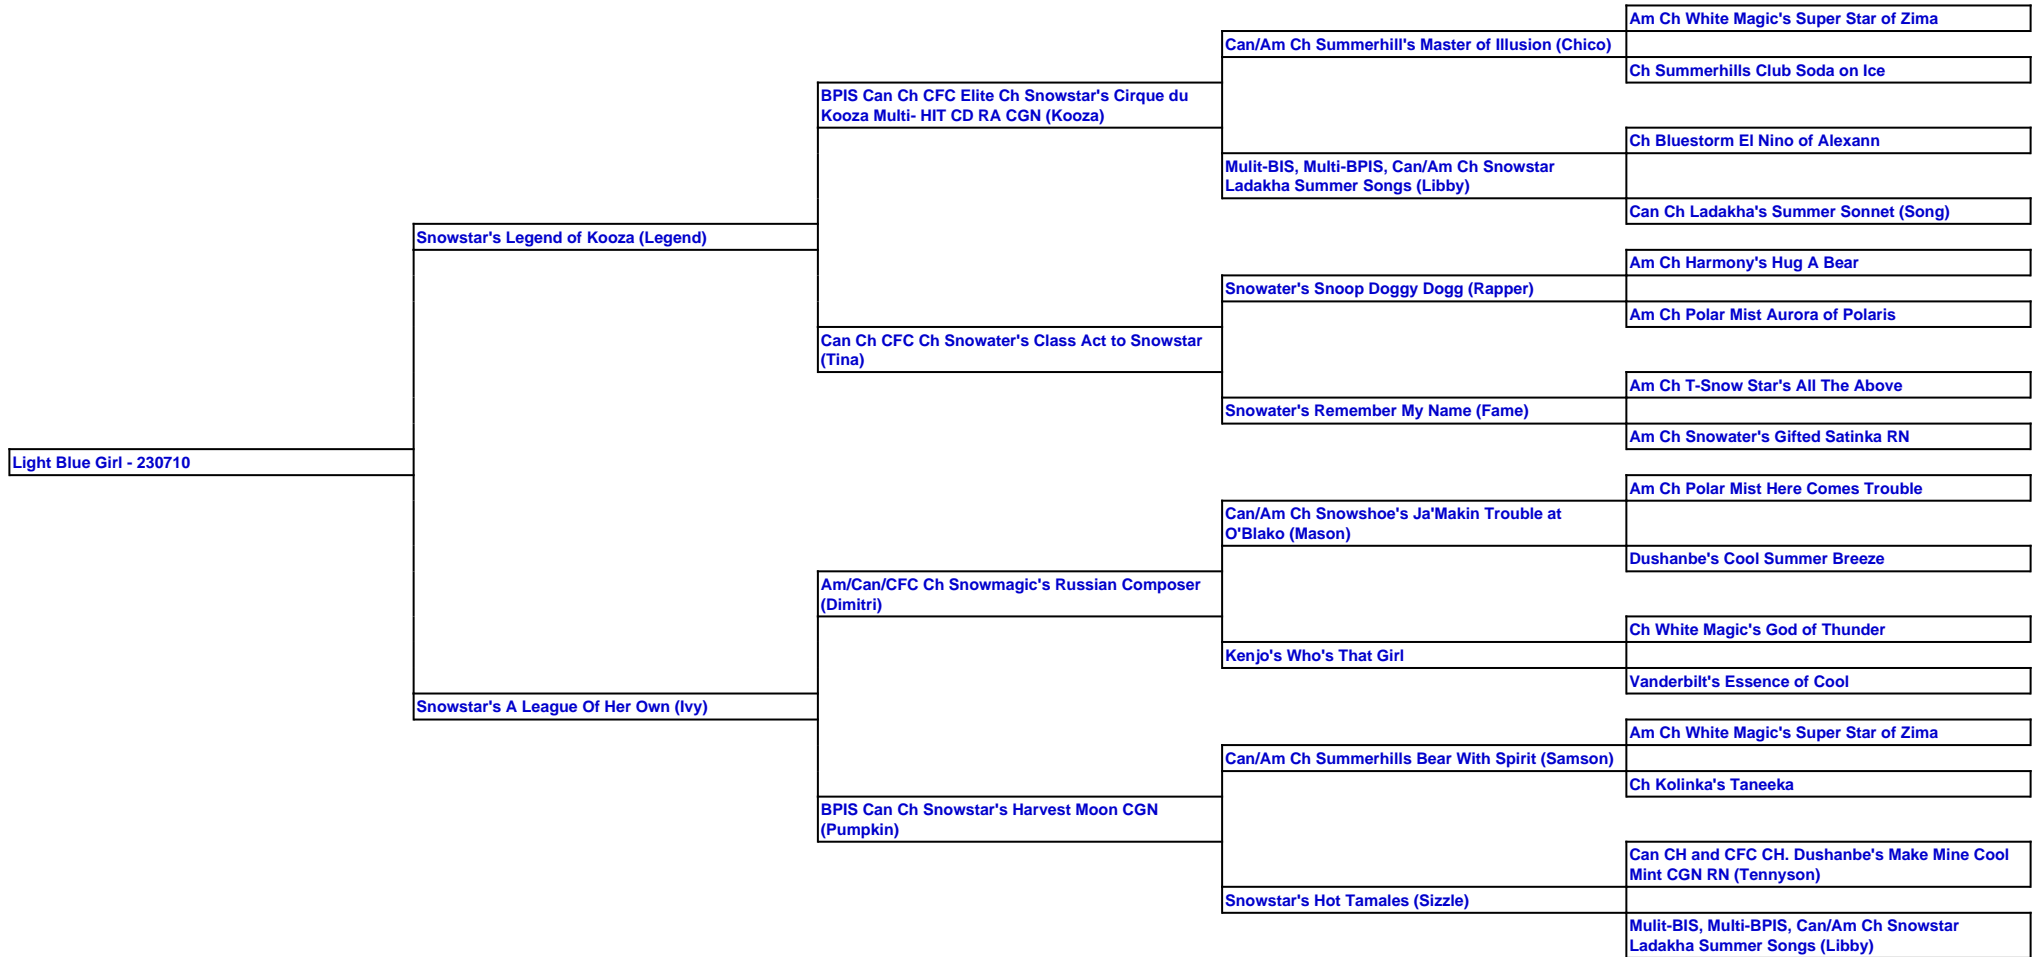 Am Ch White Magic's Super Star of Zima
Can/Am Ch Summerhill's Master of Illusion (Chico)
Ch Summerhills Club Soda on Ice
BPIS Can Ch CFC Elite Ch Snowstar's Cirque du
Kooza Multi- HIT CD RA CGN (Kooza)
Ch Bluestorm El Nino of Alexann
Mulit-BIS, Multi-BPIS, Can/Am Ch Snowstar
Ladakha Summer Songs (Libby)
Can Ch Ladakha's Summer Sonnet (Song)
Snowstar's Legend of Kooza (Legend)
Am Ch Harmony's Hug A Bear
Snowater's Snoop Doggy Dogg (Rapper)
Am Ch Polar Mist Aurora of Polaris
Can Ch CFC Ch Snowater's Class Act to Snowstar
(Tina)
Am Ch T-Snow Star's All The Above
Snowater's Remember My Name (Fame)
Am Ch Snowater's Gifted Satinka RN
Light Blue Girl - 230710
Am Ch Polar Mist Here Comes Trouble
Can/Am Ch Snowshoe's Ja'Makin Trouble at
O'Blako (Mason)
Dushanbe's Cool Summer Breeze
Am/Can/CFC Ch Snowmagic's Russian Composer
(Dimitri)
Ch White Magic's God of Thunder
Kenjo's Who's That Girl
Vanderbilt's Essence of Cool
Snowstar's A League Of Her Own (Ivy)
Am Ch White Magic's Super Star of Zima
Can/Am Ch Summerhills Bear With Spirit (Samson)
Ch Kolinka's Taneeka
BPIS Can Ch Snowstar's Harvest Moon CGN
(Pumpkin)
Can CH and CFC CH. Dushanbe's Make Mine Cool
Mint CGN RN (Tennyson)
Snowstar's Hot Tamales (Sizzle)
Mulit-BIS, Multi-BPIS, Can/Am Ch Snowstar
Ladakha Summer Songs (Libby)